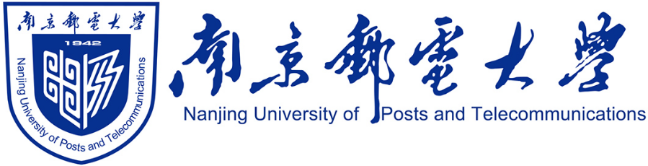 南京郵電大學
1942
Nanjing University of Posts and Telecommunications
南京郵電大學
Nanjing University of Posts and Telecommunications